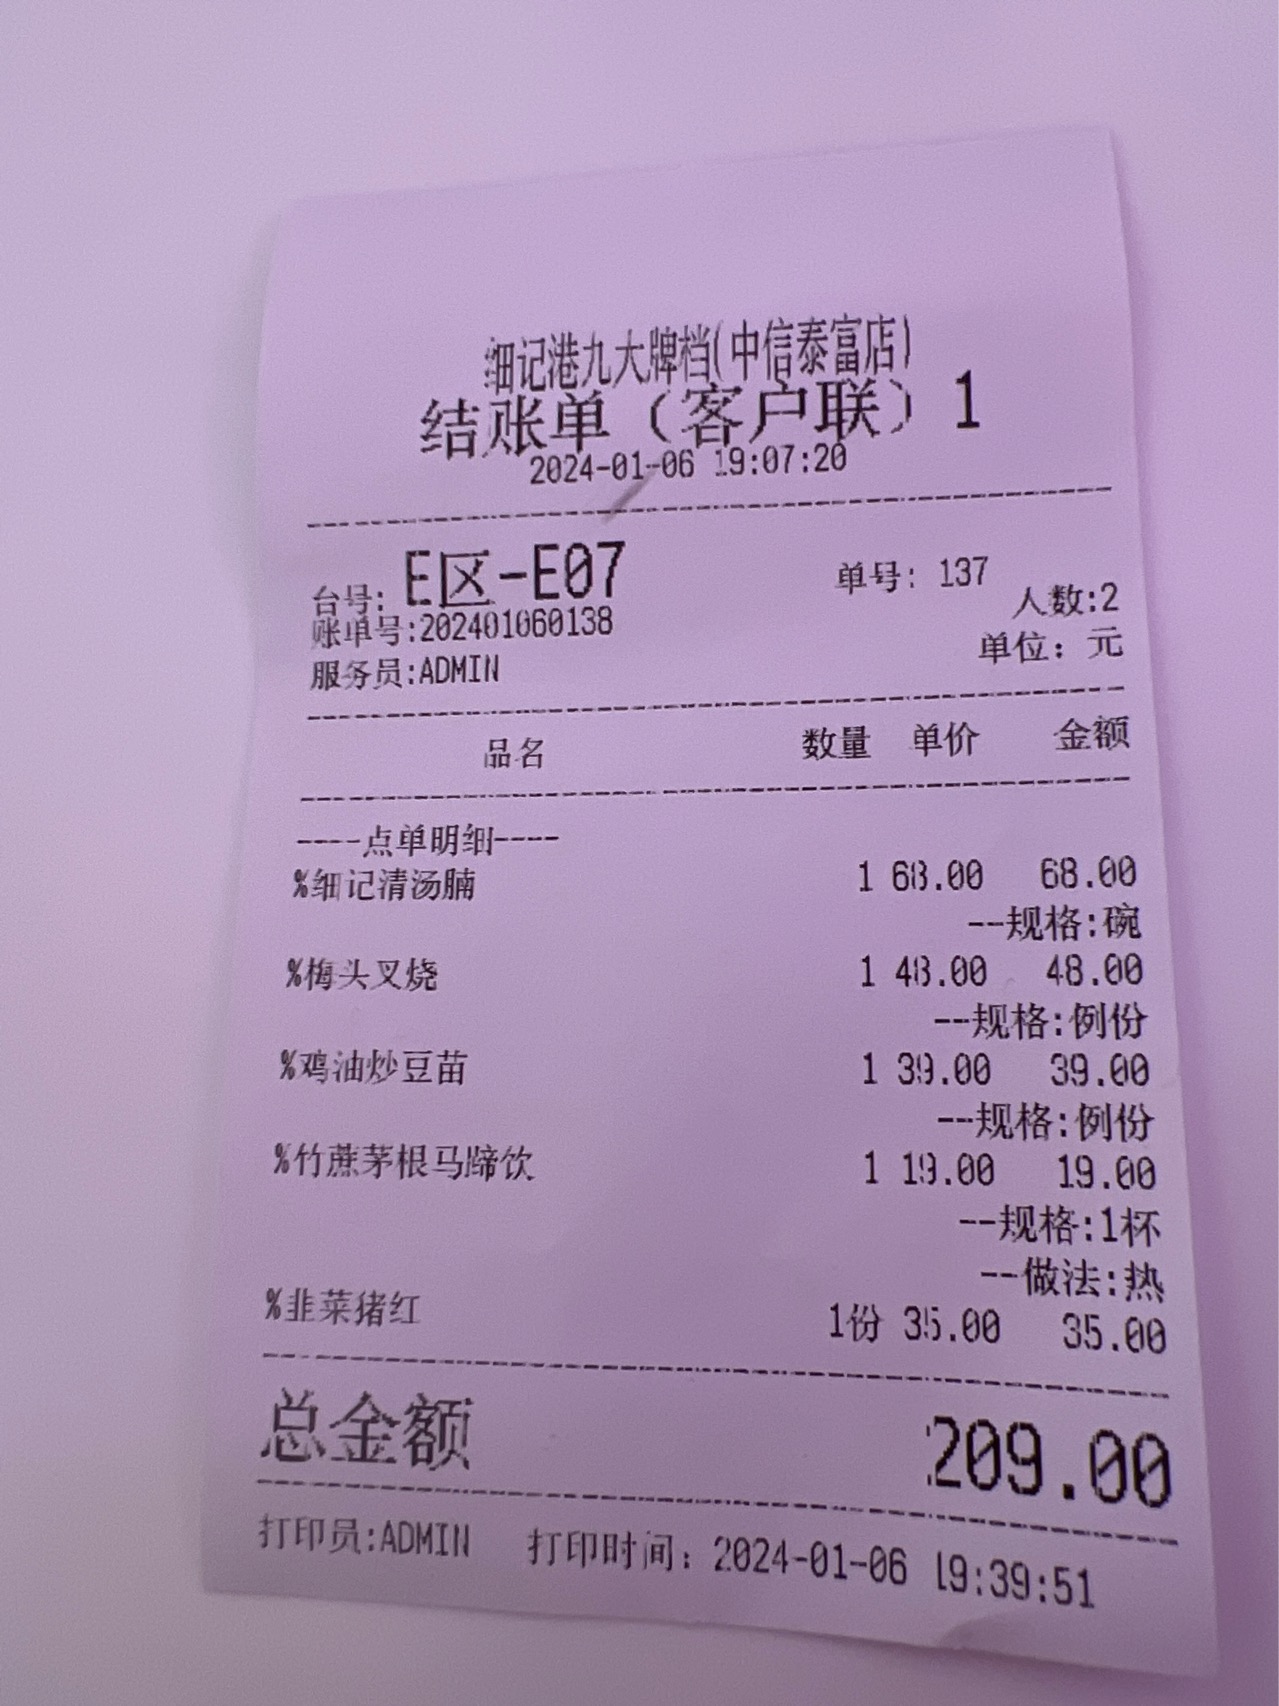 细记港九大牌档(中信泰富店)
结账单（客户联）1
2024-01-06 19:07:20
台号: E区-E07 单号: 137
人数:2
账单号:202401060138
单位: 元
服务员:ADMIN
品名 数量 单价 金额
----点单明细----
%细记清汤腩 1 68.00 68.00
--规格:碗
%梅头叉烧 1 48.00 48.00
--规格:例份
%鸡油炒豆苗 1 39.00 39.00
--规格:例份
%竹蔗茅根马蹄饮 1 19.00 19.00
--规格:1杯
--做法:热
%韭菜猪红 1份 35.00 35.00
总金额 209.00
打印员:ADMIN 打印时间: 2024-01-06 19:39:51